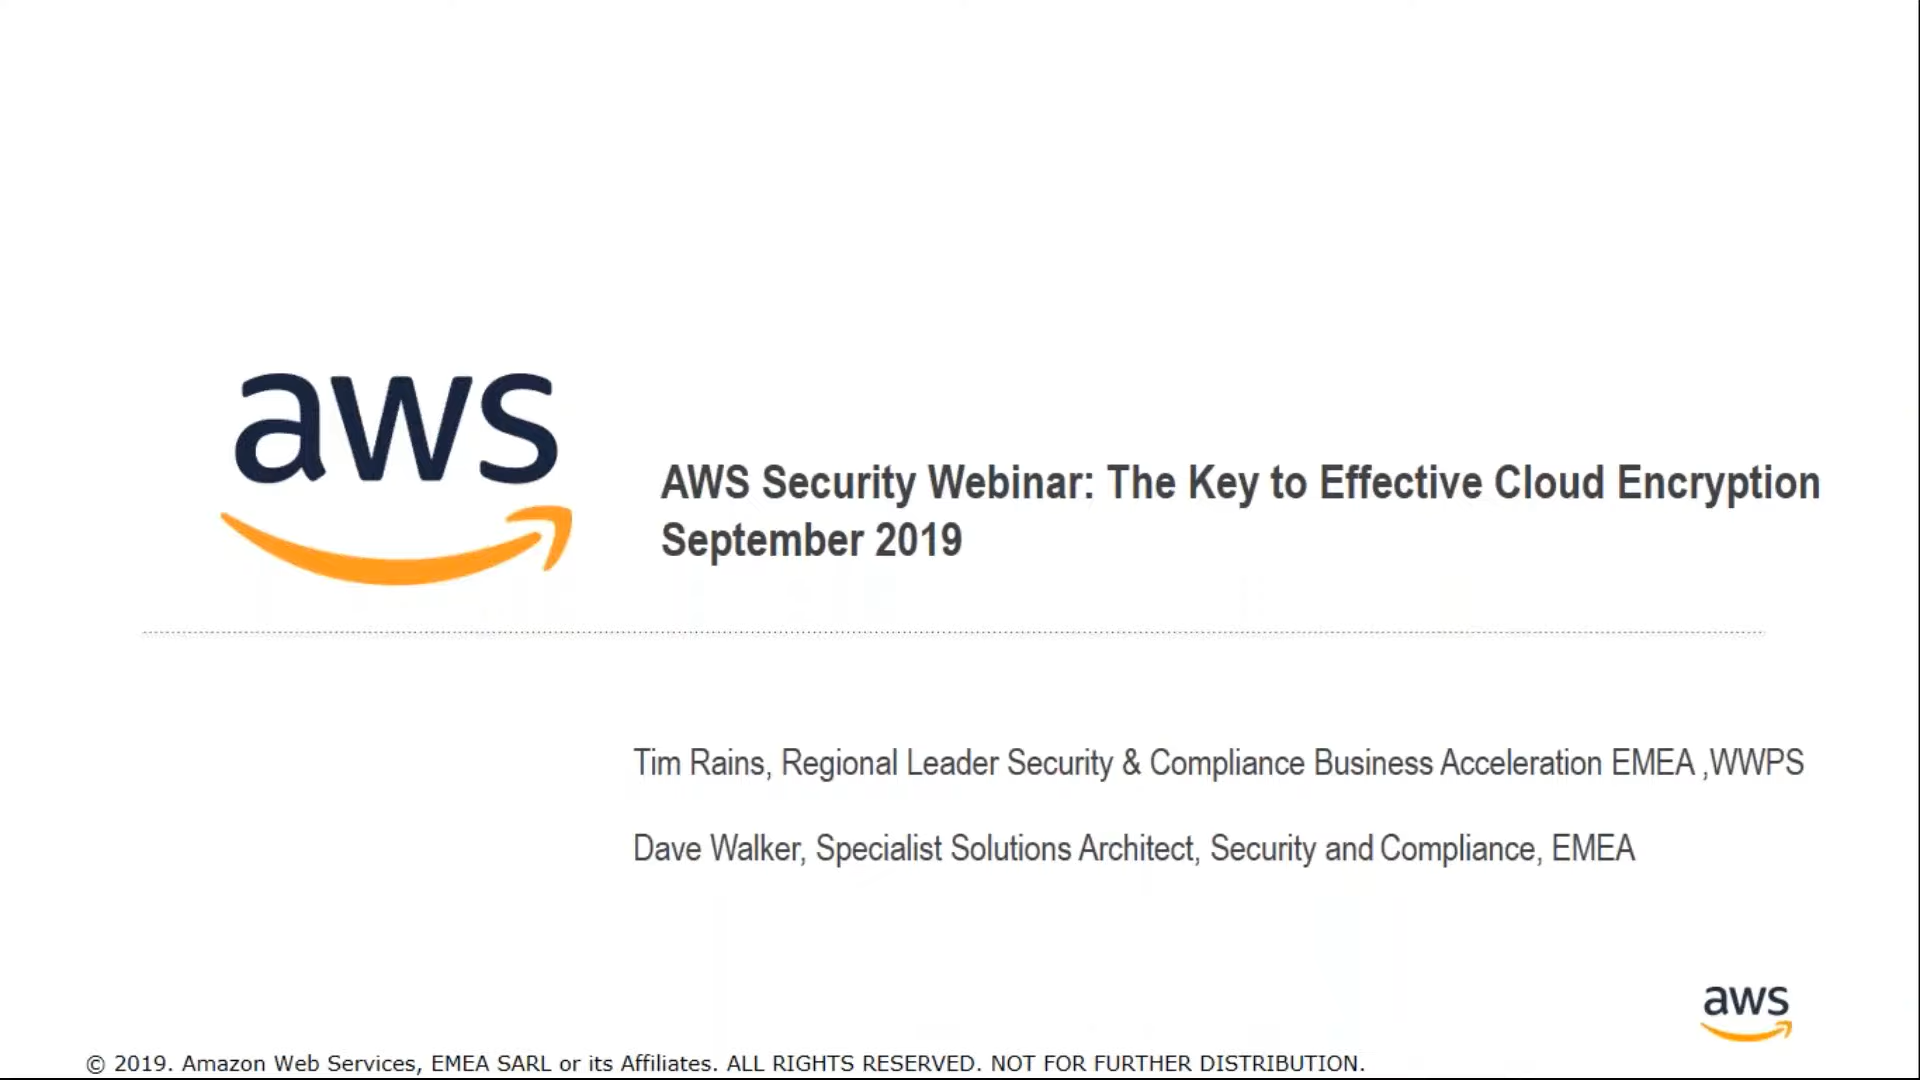 aws
AWS Security Webinar: The Key to Effective Cloud Encryption
September 2019
Tim Rains, Regional Leader Security & Compliance Business Acceleration EMEA ,WWPS
Dave Walker, Specialist Solutions Architect, Security and Compliance, EMEA
aws
© 2019. Amazon Web Services, EMEA SARL or its Affiliates. ALL RIGHTS RESERVED. NOT FOR FURTHER DISTRIBUTION.